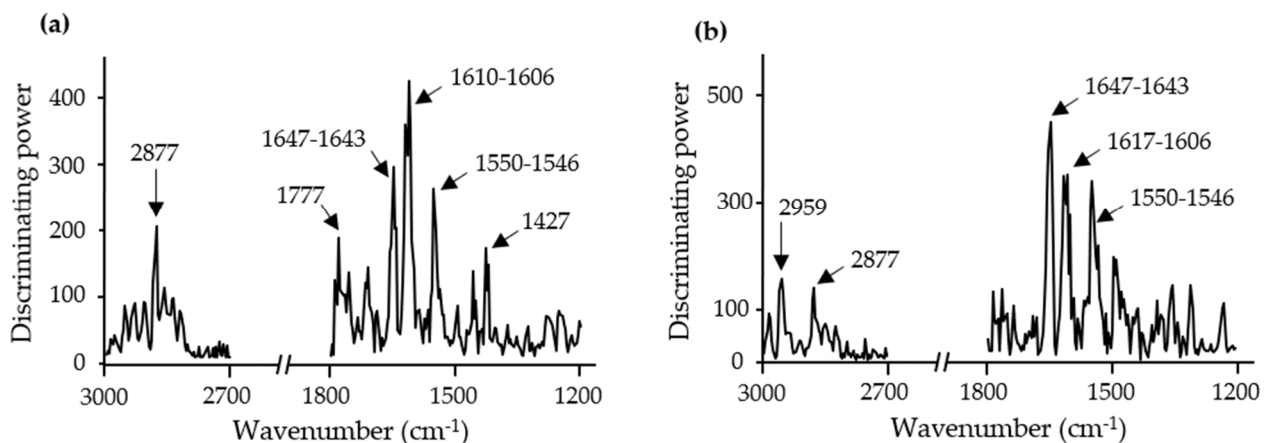 (a)
Discriminating power
400
300
200
100
0
2877
1777
1647-1643
1610-1606
1550-1546
1427
3000 2700 1800 1500 1200
Wavenumber (cm-1)
(b)
Discriminating power
500
300
100
0
2959
2877
1647-1643
1617-1606
1550-1546
3000 2700 1800 1500 1200
Wavenumber (cm-1)